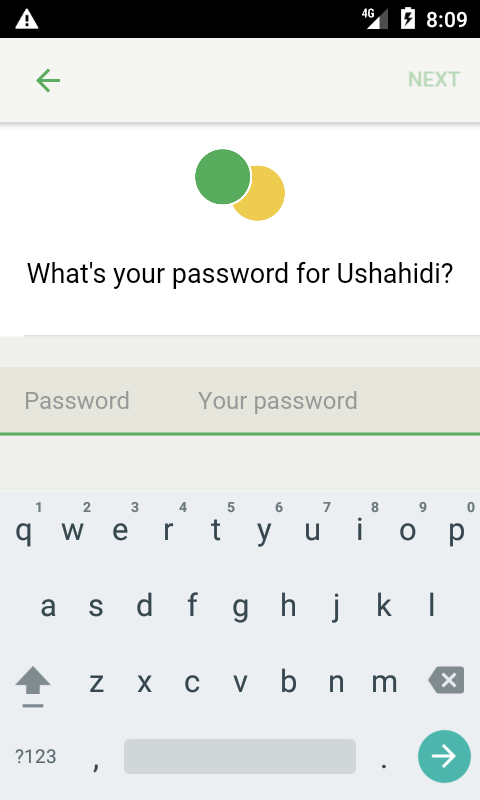 4G 8:09
NEXT
What's your password for Ushahidi?
Password Your password
1 2 3 4 5 6 7 8 9 0
q w e r t y u i o p
a s d f g h j k l
z x c v b n m
?123 , .